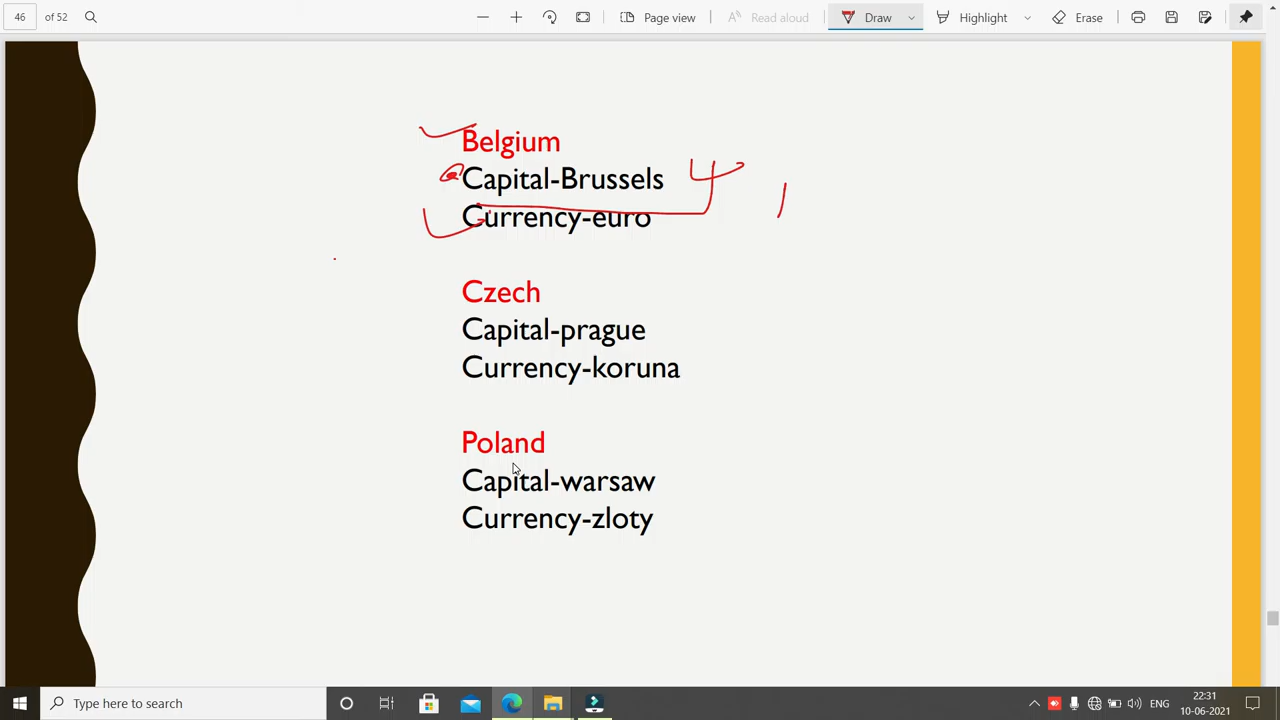 46 of 52 Page view Read aloud Draw Highlight Erase
Belgium
Capital-Brussels
Currency-euro
Czech
Capital-prague
Currency-koruna
Poland
Capital-warsaw
Currency-zloty
Type here to search ENG 22:31
10-06-2021